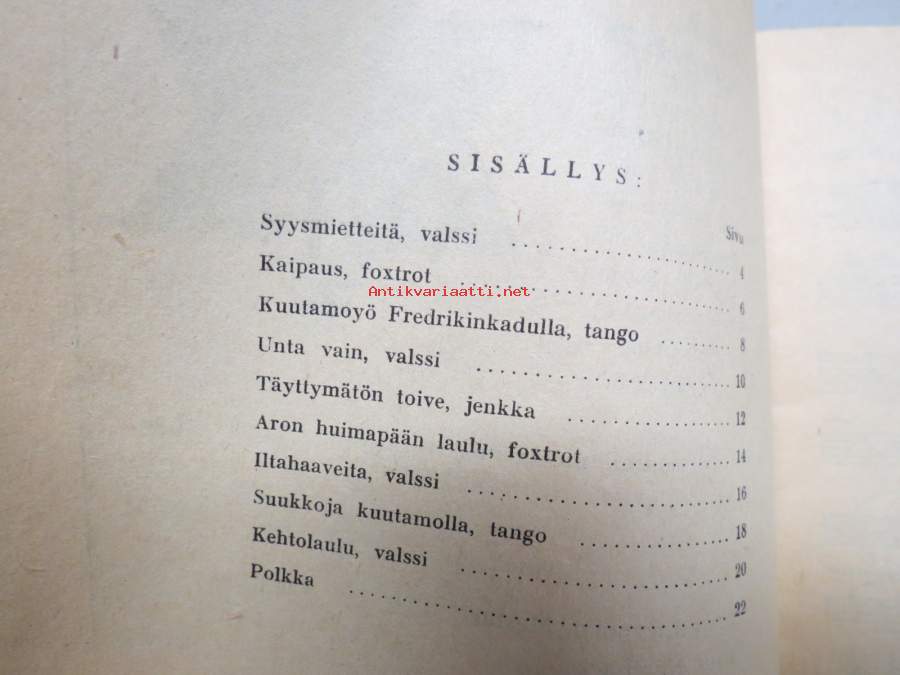 SISÄLLYS:
Sivu
Syysmietteitä, valssi 4
Kaipaus, foxtrot 6
Antikvariaatti.net
Kuutamoyö Fredrikinkadulla, tango 8
Unta vain, valssi 10
Täyttymätön toive, jenkka 12
Aron huimapään laulu, foxtrot 14
Iltahaaveita, valssi 16
Suukkoja kuutamolla, tango 18
Kehtolaulu, valssi 20
Polkka 22